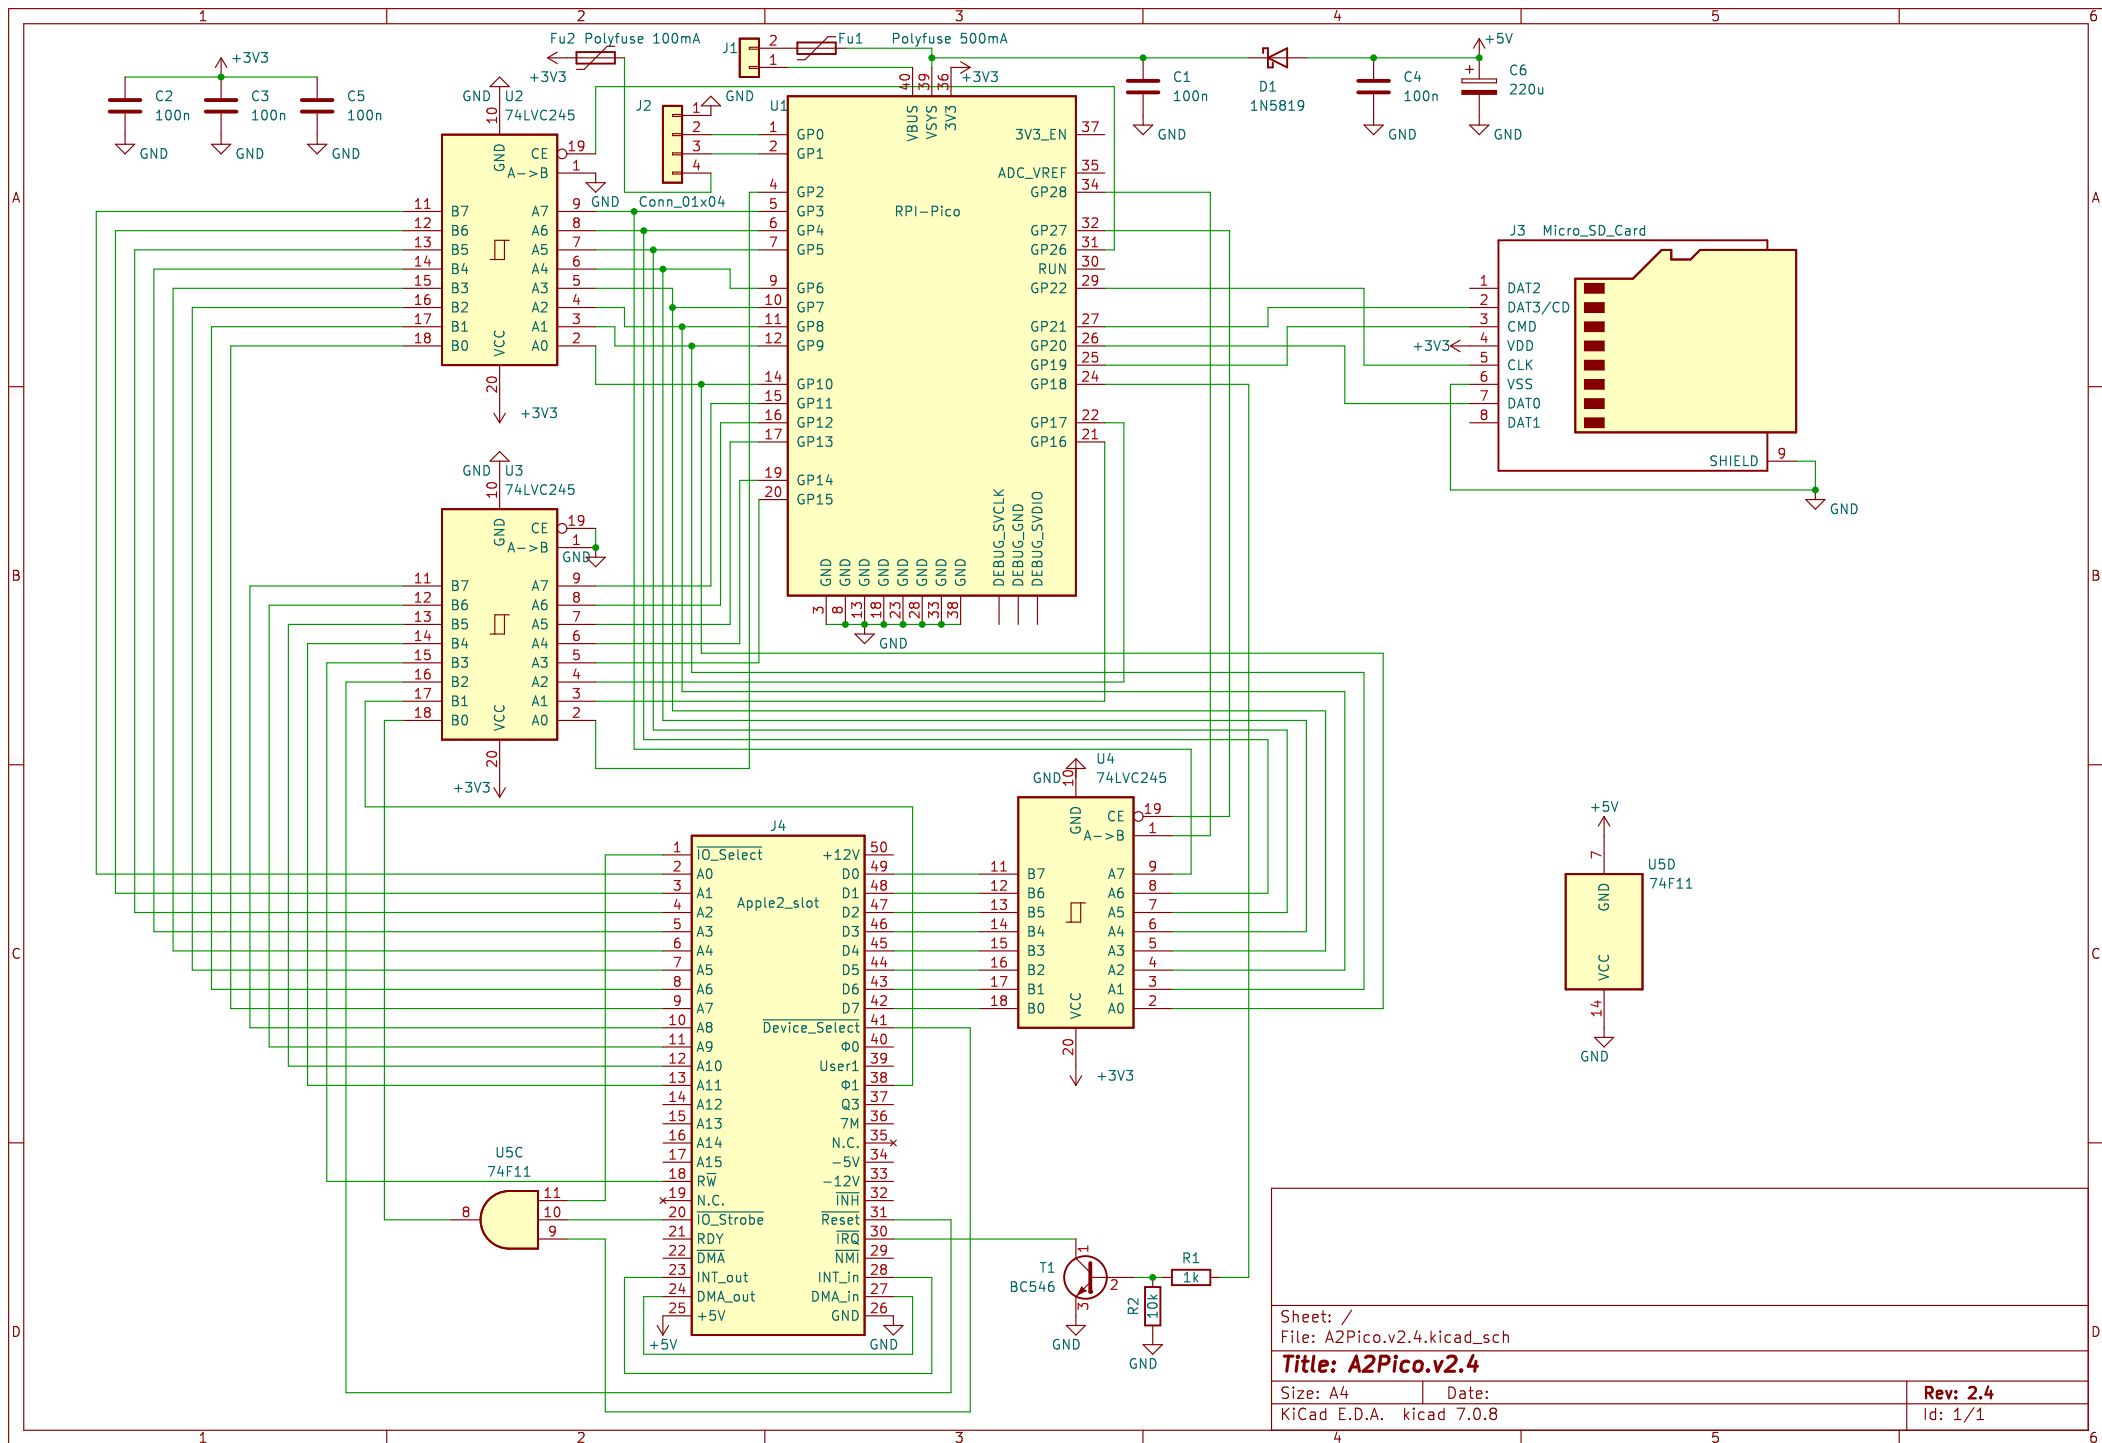 1 2 3 4 5 6
A
B
C
D
+3V3
C2
100n
GND
C3
100n
GND
C5
100n
GND
Fu2 Polyfuse 100mA
+3V3
J1
2
1
Fu1
Polyfuse 500mA
+3V3
C1
100n
GND
D1
1N5819
C4
100n
GND
+5V
+
C6
220u
GND
GND
U2
74LVC245
10
GND
CE 19
A->B 1
GND
11 B7 A7 9
12 B6 A6 8
13 B5 A5 7
14 B4 A4 6
15 B3 A3 5
16 B2 A2 4
17 B1 A1 3
18 B0 A0 2
VCC
20
+3V3
J2
GND
1
2
3
4
Conn_01x04
U1
RPI-Pico
40 39 36
VBUS VSYS 3V3
1 GP0
2 GP1
4 GP2
5 GP3
6 GP4
7 GP5
9 GP6
10 GP7
11 GP8
12 GP9
14 GP10
15 GP11
16 GP12
17 GP13
19 GP14
20 GP15
3V3_EN 37
ADC_VREF 35
GP28 34
GP27 32
GP26 31
RUN 30
GP22 29
GP21 27
GP20 26
GP19 25
GP18 24
GP17 22
GP16 21
GND GND GND GND GND GND GND GND
DEBUG_SVCLK
DEBUG_GND
DEBUG_SVDIO
3 8 13 18 23 28 33 38
GND
J3 Micro_SD_Card
1 DAT2
2 DAT3/CD
3 CMD
+3V3 4 VDD
5 CLK
6 VSS
7 DAT0
8 DAT1
SHIELD 9
GND
GND
U3
74LVC245
10
GND
CE 19
A->B 1
GND
11 B7 A7 9
12 B6 A6 8
13 B5 A5 7
14 B4 A4 6
15 B3 A3 5
16 B2 A2 4
17 B1 A1 3
18 B0 A0 2
VCC
20
+3V3
U4
74LVC245
GND
10
GND
CE 19
A->B 1
11 B7 A7 9
12 B6 A6 8
13 B5 A5 7
14 B4 A4 6
15 B3 A3 5
16 B2 A2 4
17 B1 A1 3
18 B0 A0 2
VCC
20
+3V3
+5V
7
U5D
74F11
GND
VCC
14
GND
J4
Apple2_slot
1 IO_Select +12V 50
2 A0 D0 49
3 A1 D1 48
4 A2 D2 47
5 A3 D3 46
6 A4 D4 45
7 A5 D5 44
8 A6 D6 43
9 A7 D7 42
10 A8 Device_Select 41
11 A9 Φ0 40
12 A10 User1 39
13 A11 Φ1 38
14 A12 Q3 37
15 A13 7M 36
16 A14 N.C. 35
17 A15 -5V 34
18 RW -12V 33
19 N.C. INH 32
20 IO_Strobe Reset 31
21 RDY IRQ 30
22 DMA NMI 29
23 INT_out INT_in 28
24 DMA_out DMA_in 27
25 +5V GND 26
+5V
GND
U5C
74F11
11
10
9
8
T1
BC546
1
2
3
GND
R1
1k
R2
10k
GND
Sheet: /
File: A2Pico.v2.4.kicad_sch
Title: A2Pico.v2.4
Size: A4 Date: Rev: 2.4
KiCad E.D.A. kicad 7.0.8 Id: 1/1
A
B
C
D
1 2 3 4 5 6